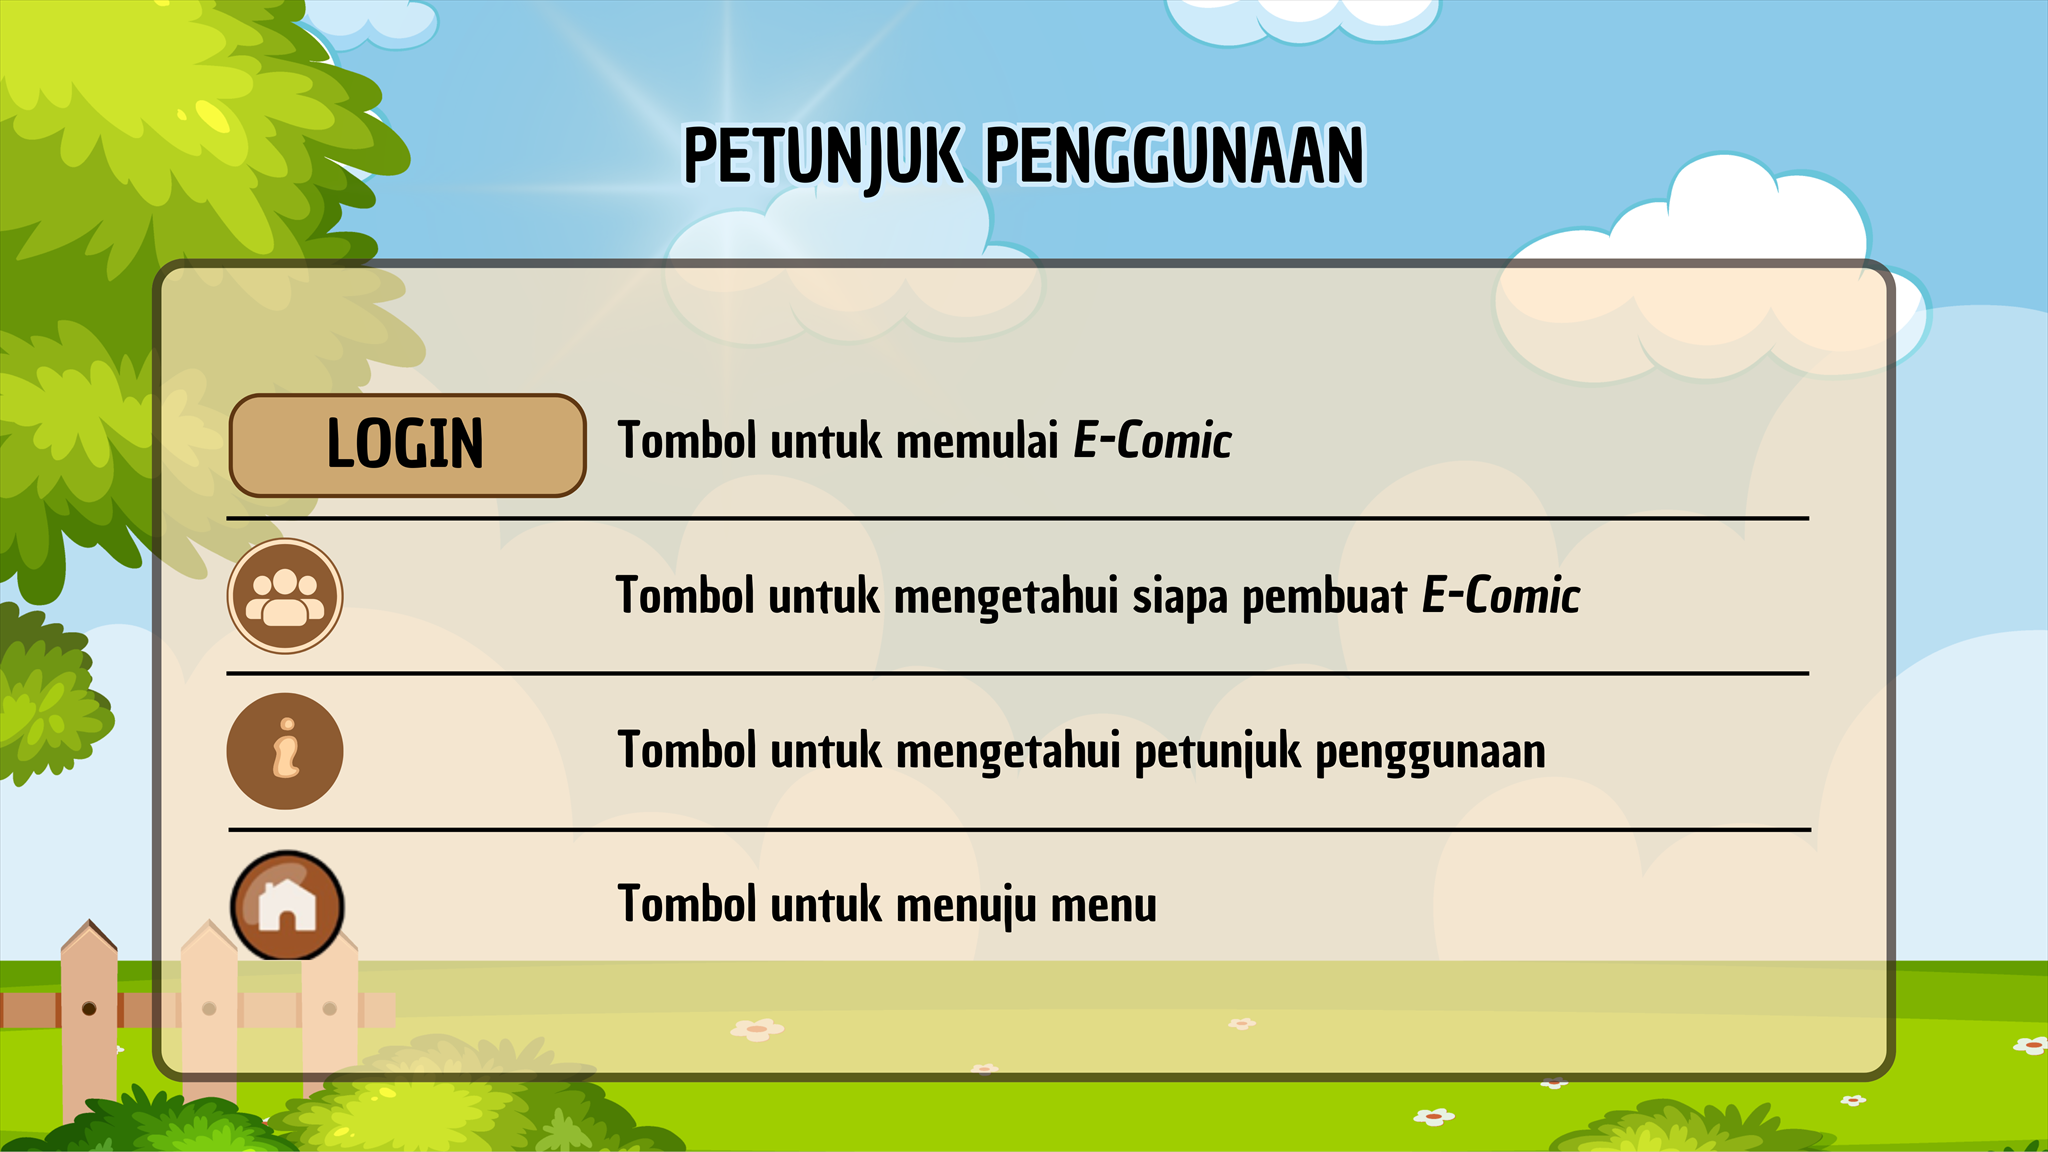 PETUNJUK PENGGUNAAN
LOGIN
Tombol untuk memulai E-Comic
Tombol untuk mengetahui siapa pembuat E-Comic
i
Tombol untuk mengetahui petunjuk penggunaan
Tombol untuk menuju menu